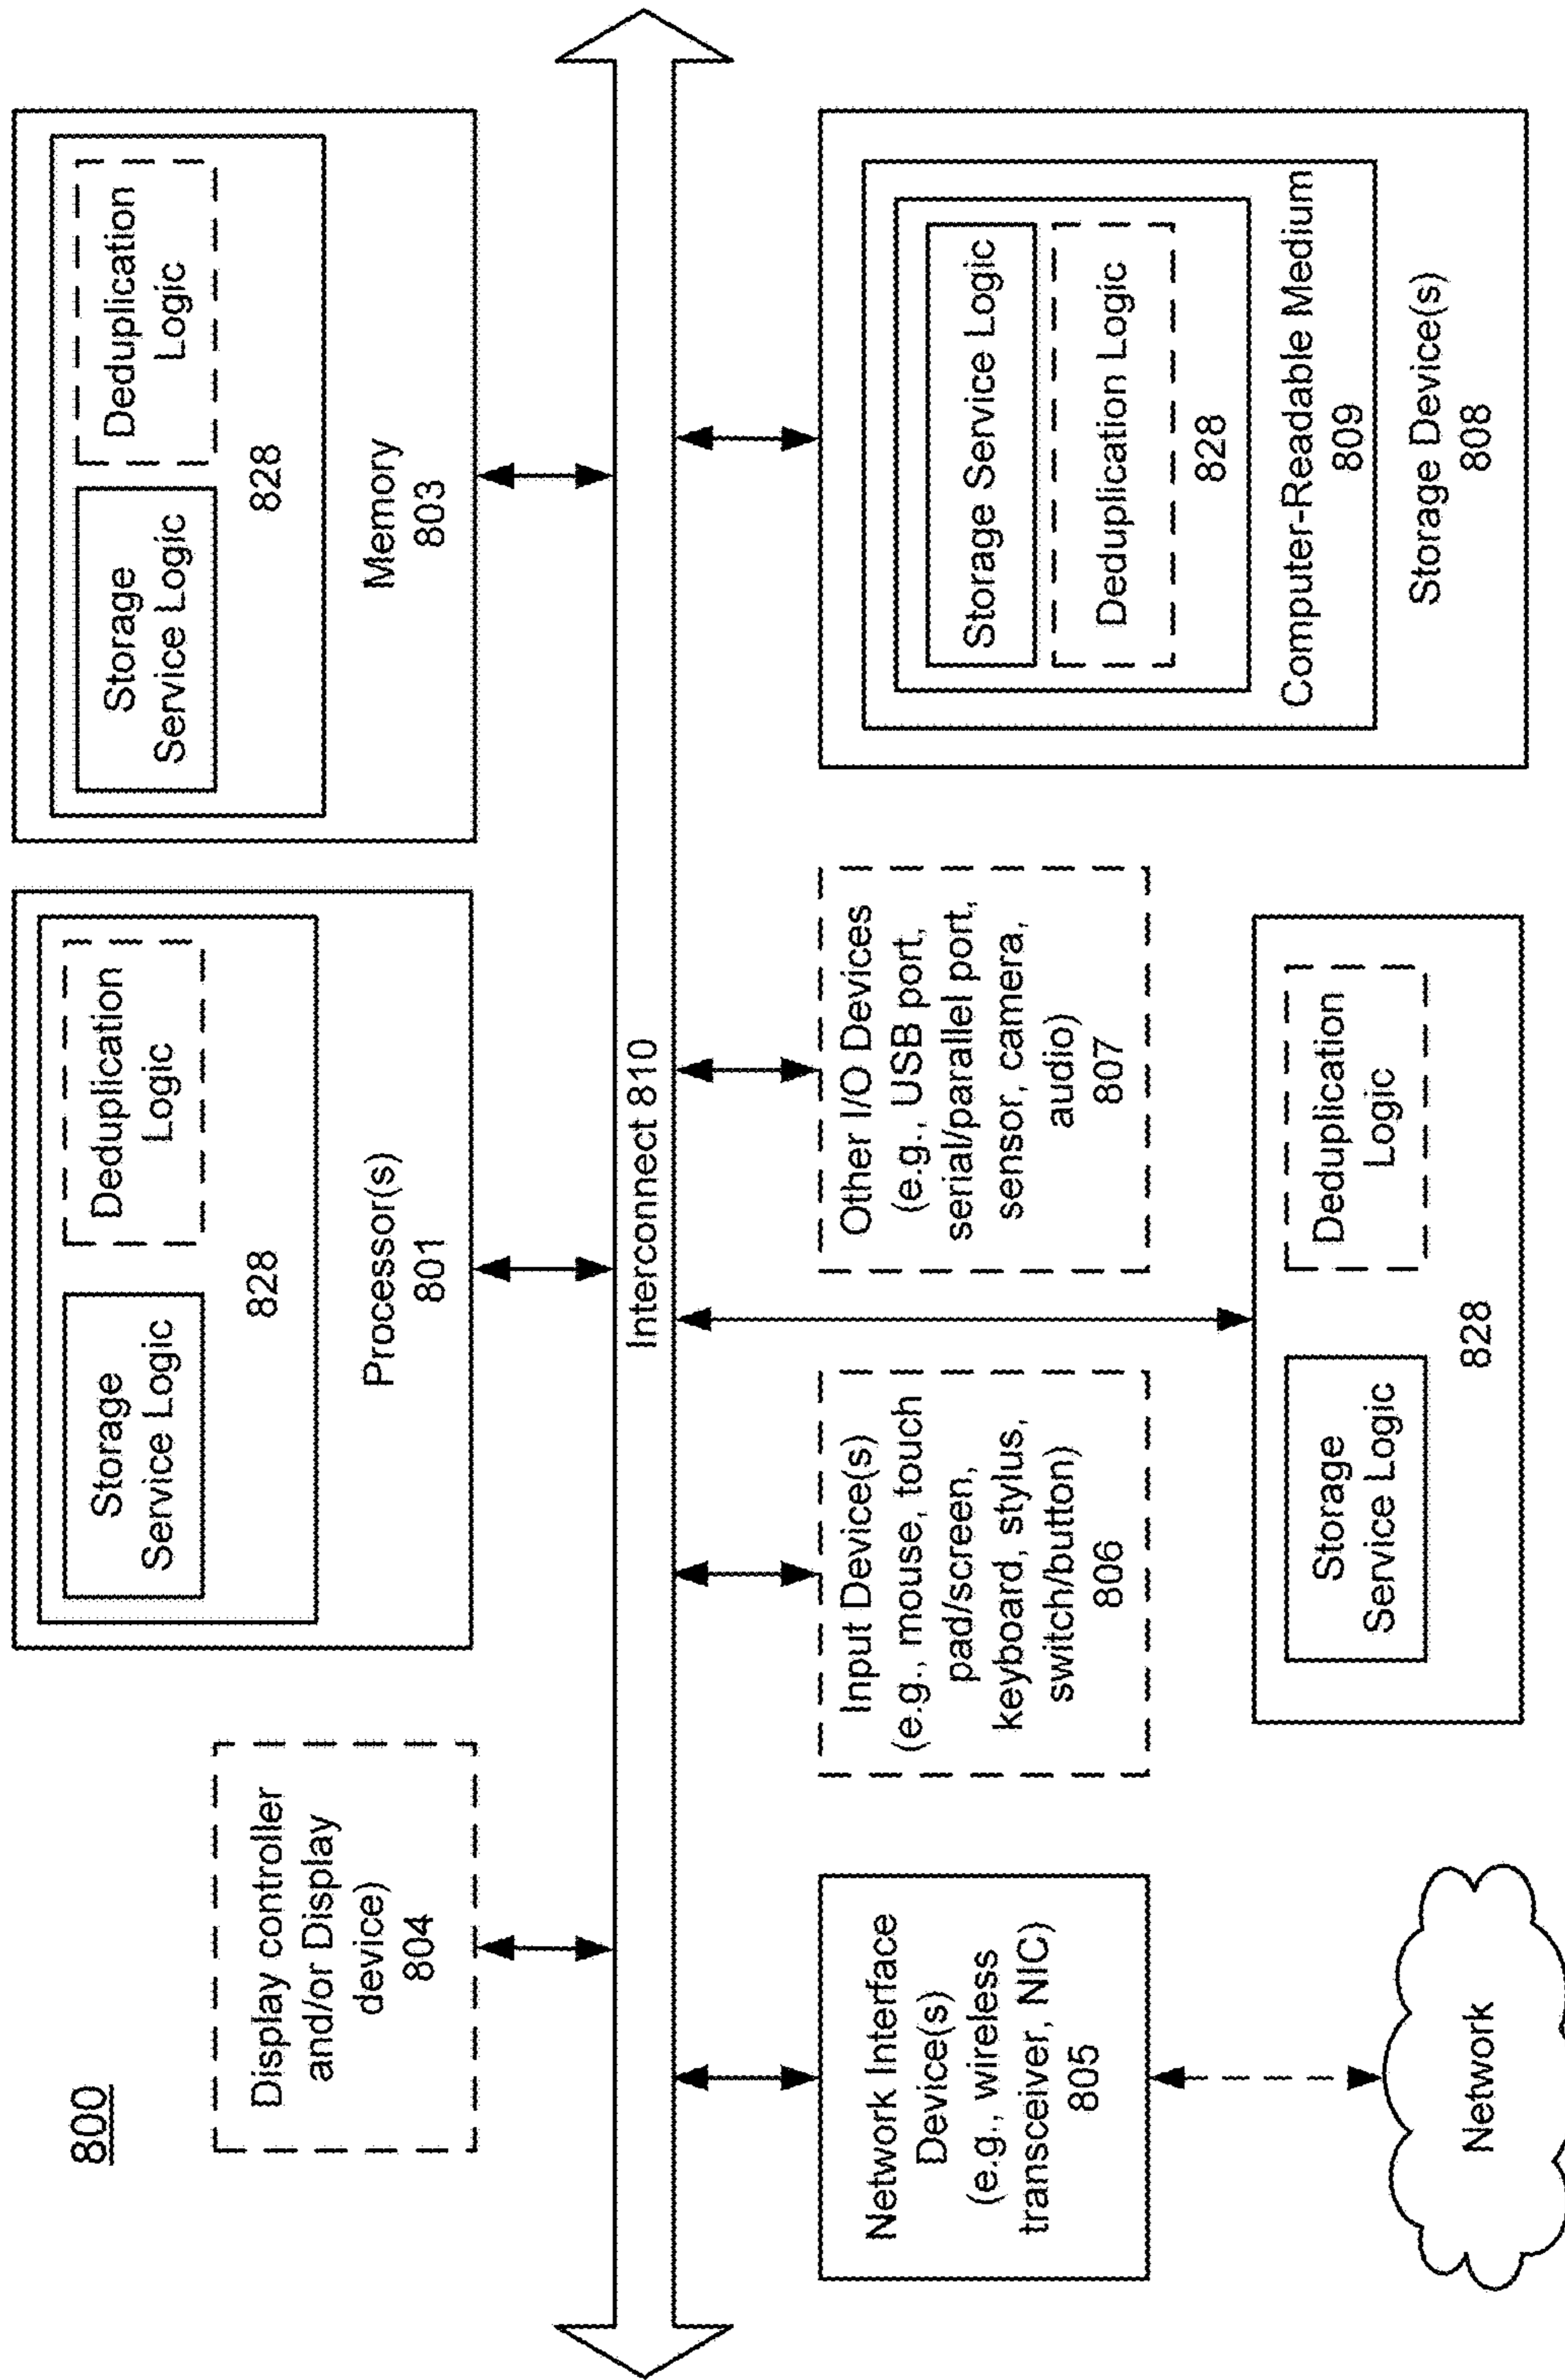 800
Display controller
and/or Display
device)
804
Storage
Service Logic
Deduplication
Logic
828
Processor(s)
801
Storage
Service Logic
Deduplication
Logic
828
Memory
803
Interconnect 810
Network Interface
Device(s)
(e.g., wireless
transceiver, NIC)
805
Input Device(s)
(e.g., mouse, touch
pad/screen,
keyboard, stylus,
switch/button)
806
Other I/O Devices
(e.g., USB port,
serial/parallel port,
sensor, camera,
audio)
807
Storage Service Logic
Deduplication Logic
828
Computer-Readable Medium
809
Storage Device(s)
808
Network
Storage
Service Logic
Deduplication
Logic
828